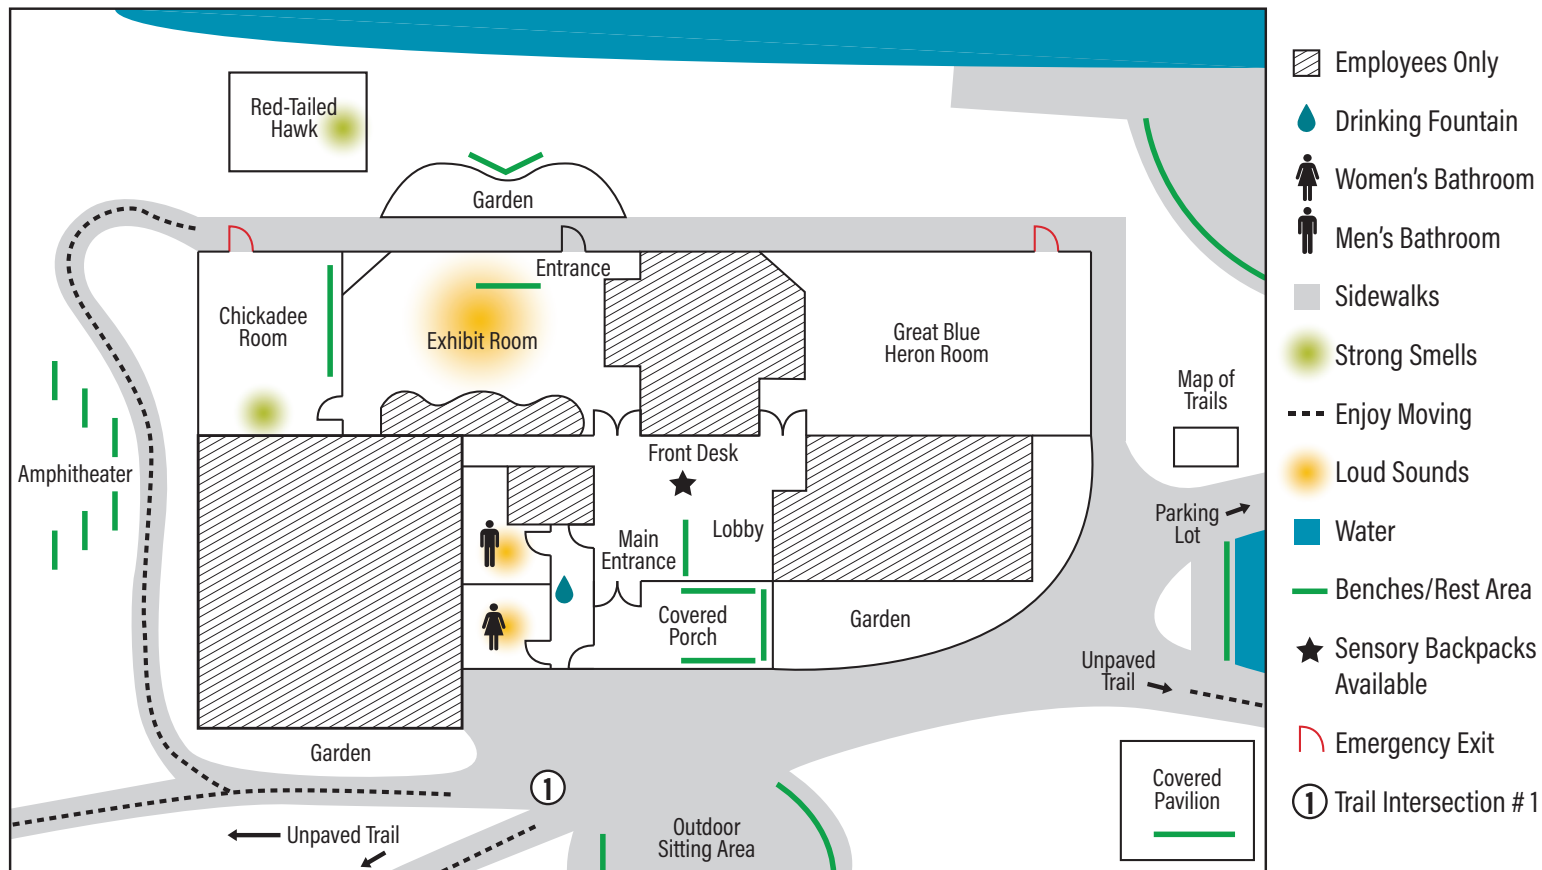 Red-Tailed
Hawk
Garden
Entrance
Chickadee
Room
Exhibit Room
Great Blue
Heron Room
Map of
Trails
Amphitheater
Front Desk
Main
Entrance
Lobby
Parking
Lot
Covered
Porch
Garden
Unpaved
Trail
Garden
1
Unpaved Trail
Outdoor
Sitting Area
Covered
Pavilion
Employees Only
Drinking Fountain
Women's Bathroom
Men's Bathroom
Sidewalks
Strong Smells
Enjoy Moving
Loud Sounds
Water
Benches/Rest Area
Sensory Backpacks
Available
Emergency Exit
1 Trail Intersection #1